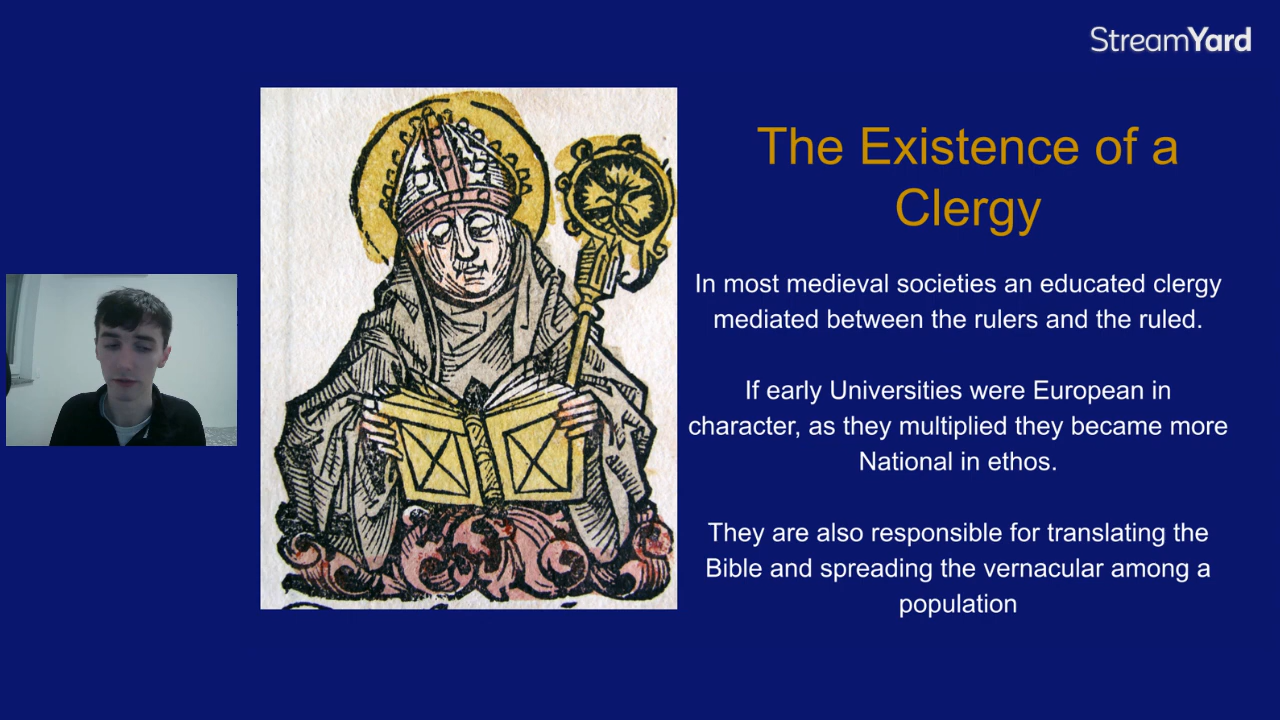 StreamYard
The Existence of a
Clergy
In most medieval societies an educated clergy
mediated between the rulers and the ruled.
If early Universities were European in
character, as they multiplied they became more
National in ethos.
They are also responsible for translating the
Bible and spreading the vernacular among a
population